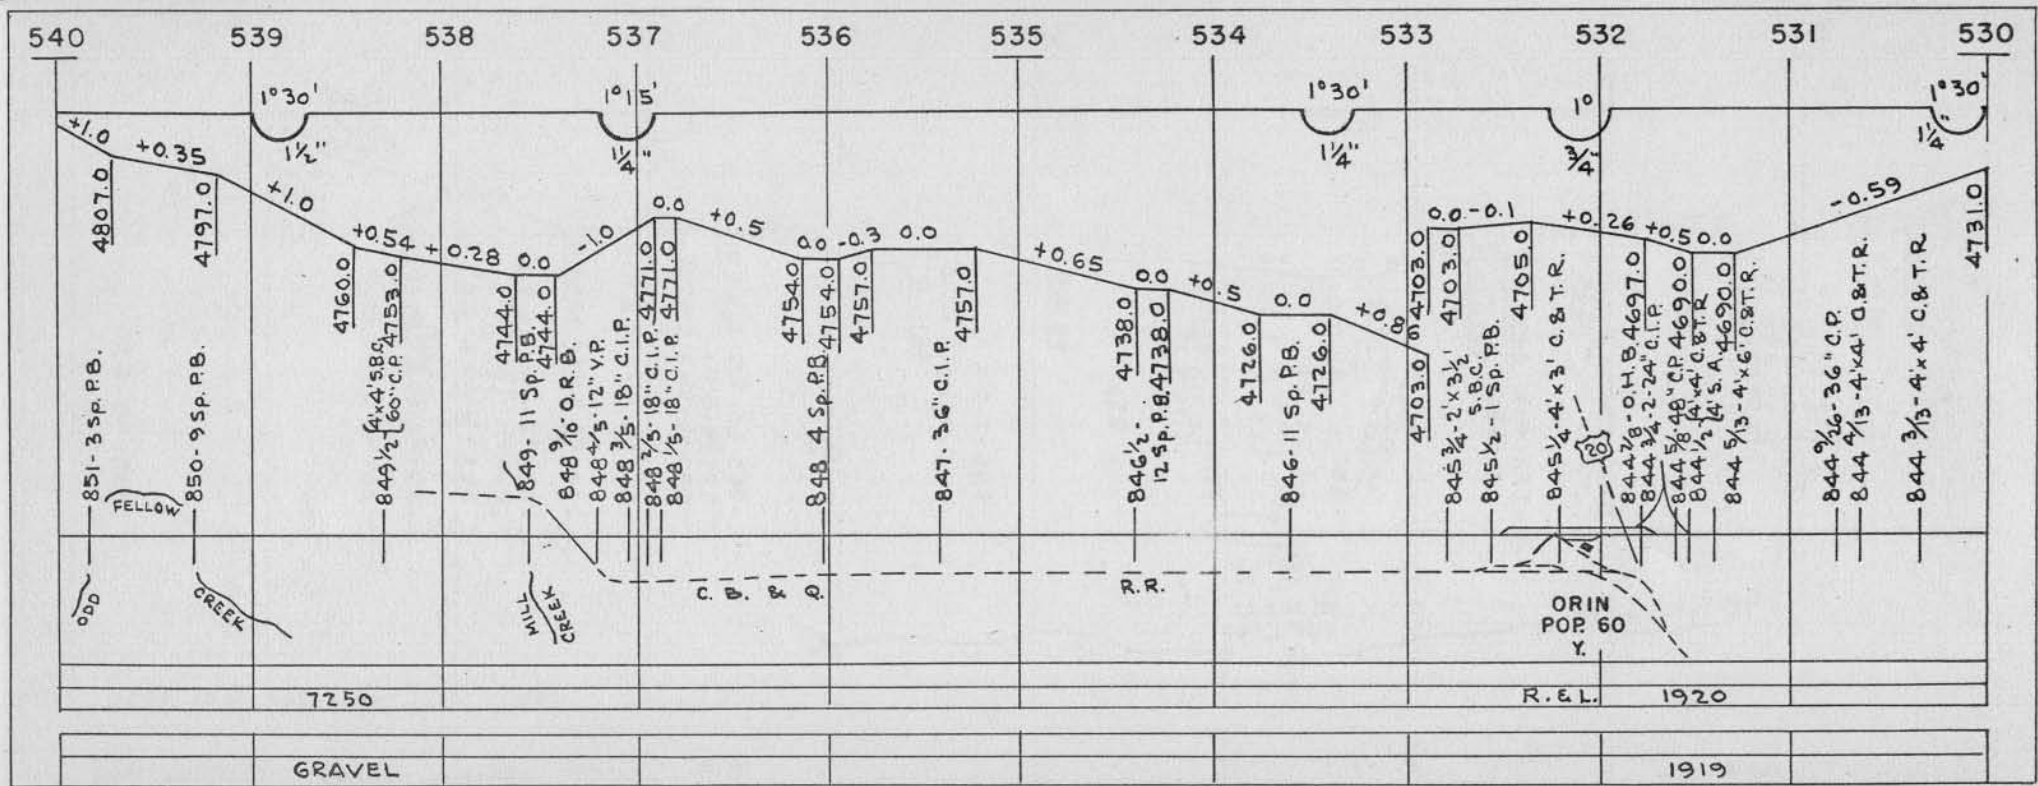 540 539 538 537 536 535 534 533 532 531 530
1°30' 1°15' 1°30' 1° 1°30'
1½" 1¼" 1¼" ¾" 1¼"
+1.0 +0.35 +1.0 +0.54 +0.28 0.0 -1.0 0.0 +0.5 0.0 -0.3 0.0 +0.65 0.0 +0.5 0.0 +0.8 0.0 -0.1 +0.26 +0.5 0.0 -0.59
4807.0
4797.0
4760.0
4753.0
4744.0
4744.0
4771.0
4771.0
4754.0
4754.0
4757.0
4757.0
4738.0
4738.0
4726.0
4726.0
4703.0
4703.0
4703.0
4705.0
4697.0
4690.0
4690.0
4731.0
851-3 Sp. P.B.
850-9 Sp. P.B.
849½ [4'x4' S.B.C.
60" C.P.
849-11 Sp. P.B.
848 9/10 O.R.B.
848 4/5-12" V.P.
848 3/5-18" C.I.P.
848 2/5-18" C.I.P.
848 1/5-18" C.I.P.
848-4 Sp. P.B.
847-36" C.I.P.
846½-
12 Sp. P.B.
846-11 Sp. P.B.
845¾-2'x3½'
S.B.C.
845½-1 Sp. P.B.
845¼-4'x3' C.&T.R.
844 7/8-O.H.B.
844¾-2-24" C.I.P.
844 5/8-48" C.P.
844½-[4'x4' C.&T.R
[4' S.A.
844 5/13-4'x6' C.&T.R.
844 9/26-36" C.P.
844 4/13-4'x4' C.&T.R.
844 3/13-4'x4' C.&T.R
FELLOW
ODD
CREEK
MILL
CREEK
C. B. & Q. R.R.
20
ORIN
POP. 60
Y.
7250 R.&L. 1920
GRAVEL 1919